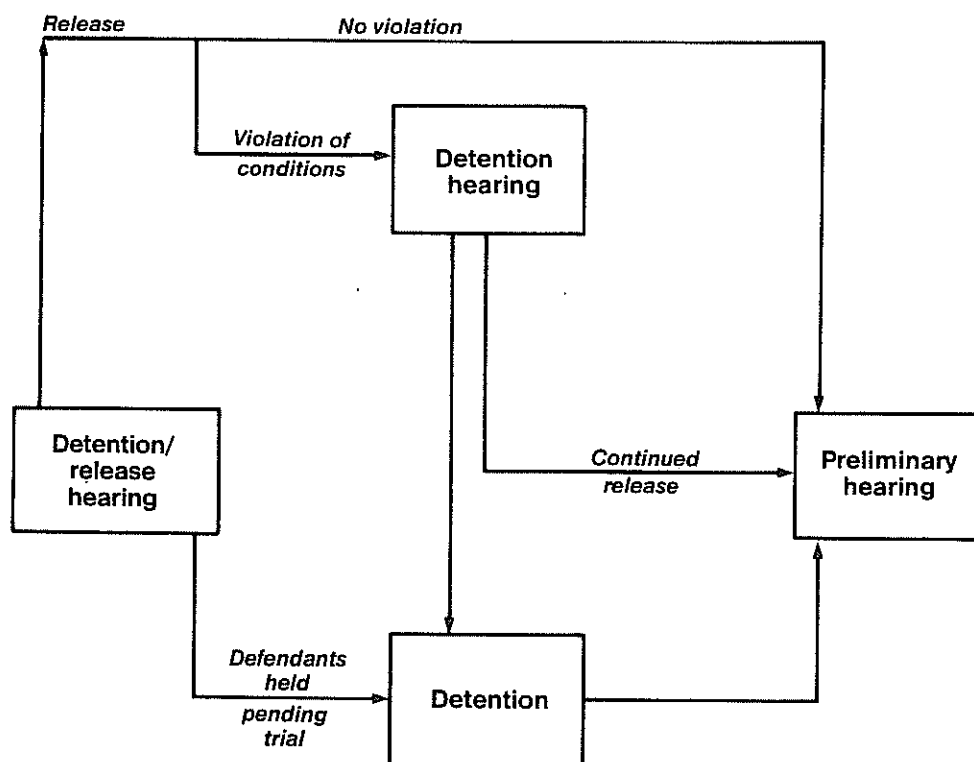 Release
No violation
Violation of
conditions
Detention
hearing
Detention/
release
hearing
Continued
release
Preliminary
hearing
Defendants
held
pending
trial
Detention